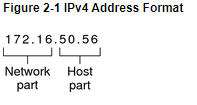 Figure 2-1 IPv4 Address Format
172.16.50.56
Network Host
part part